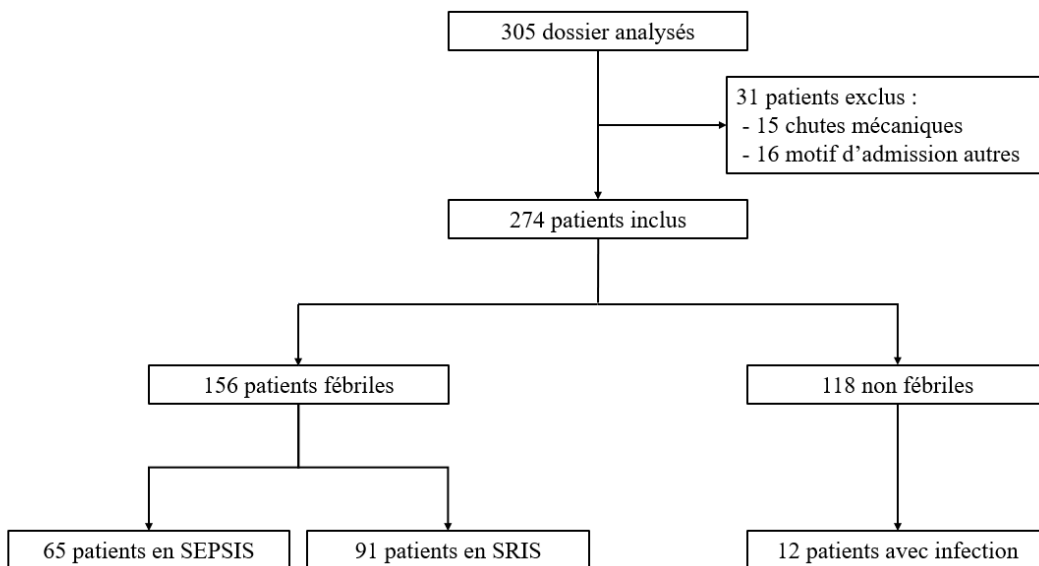 305 dossier analysés
31 patients exclus :
- 15 chutes mécaniques
- 16 motif d’admission autres
274 patients inclus
156 patients fébriles
118 non fébriles
65 patients en SEPSIS
91 patients en SRIS
12 patients avec infection